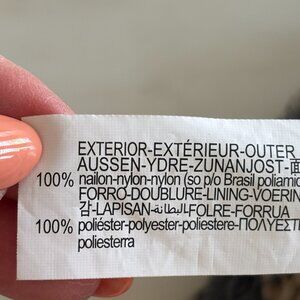 EXTERIOR-EXTÉRIEUR-OUTER
AUSSEN-YDRE-ZUNANJOST-面
100% nailon-nylon-nylon (so p/o Brasil poliamid
FORRO-DOUBLURE-LINING-VOERIN
감-LAPISAN-البطانة-FOLRE-FORRUA
100% poliéster-polyester-poliestere-ΠΟΛΥΕΣΤ
poliesterra